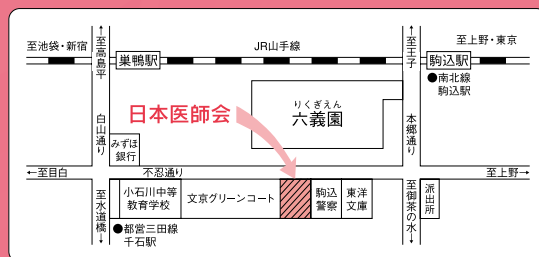 至池袋・新宿
←至高島平
JR山手線
至王子→
至上野・東京
巣鴨駅
駒込駅
●南北線
駒込駅
日本医師会
りくぎえん
六義園
白山通り
本郷通り
みずほ
銀行
←至目白
不忍通り
至上野→
至水道橋→
小石川中等
教育学校
文京グリーンコート
駒込
警察
東洋
文庫
至御茶の水→
派出所
●都営三田線
千石駅